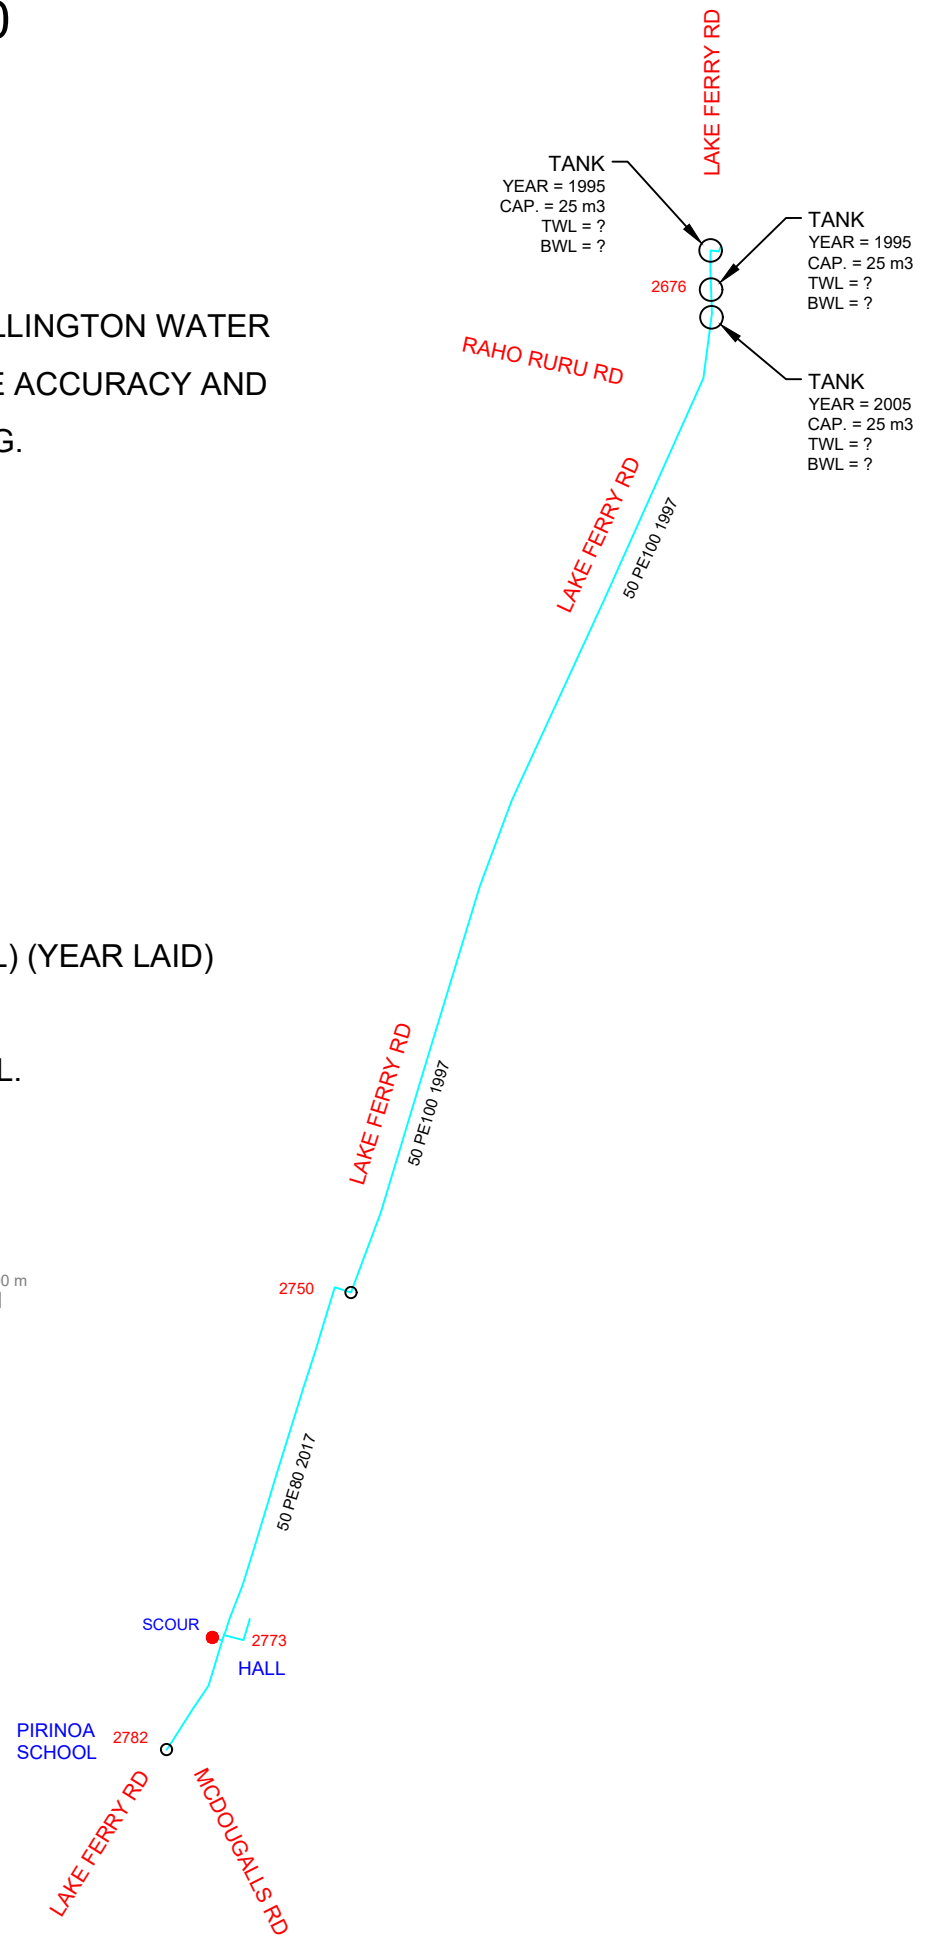 LAKE FERRY RD
TANK
YEAR = 1995
CAP. = 25 m3
TWL = ?
BWL = ?
TANK
YEAR = 1995
CAP. = 25 m3
TWL = ?
BWL = ?
2676
LLINGTON WATER
RAHO RURU RD
E ACCURACY AND
TANK
YEAR = 2005
CAP. = 25 m3
TWL = ?
BWL = ?
G.
LAKE FERRY RD
50 PE100 1997
L) (YEAR LAID)
L.
LAKE FERRY RD
50 PE100 1997
0 m
2750
50 PE80 2017
SCOUR
2773
HALL
PIRINOA
SCHOOL
2782
LAKE FERRY RD
MCDOUGALLS RD